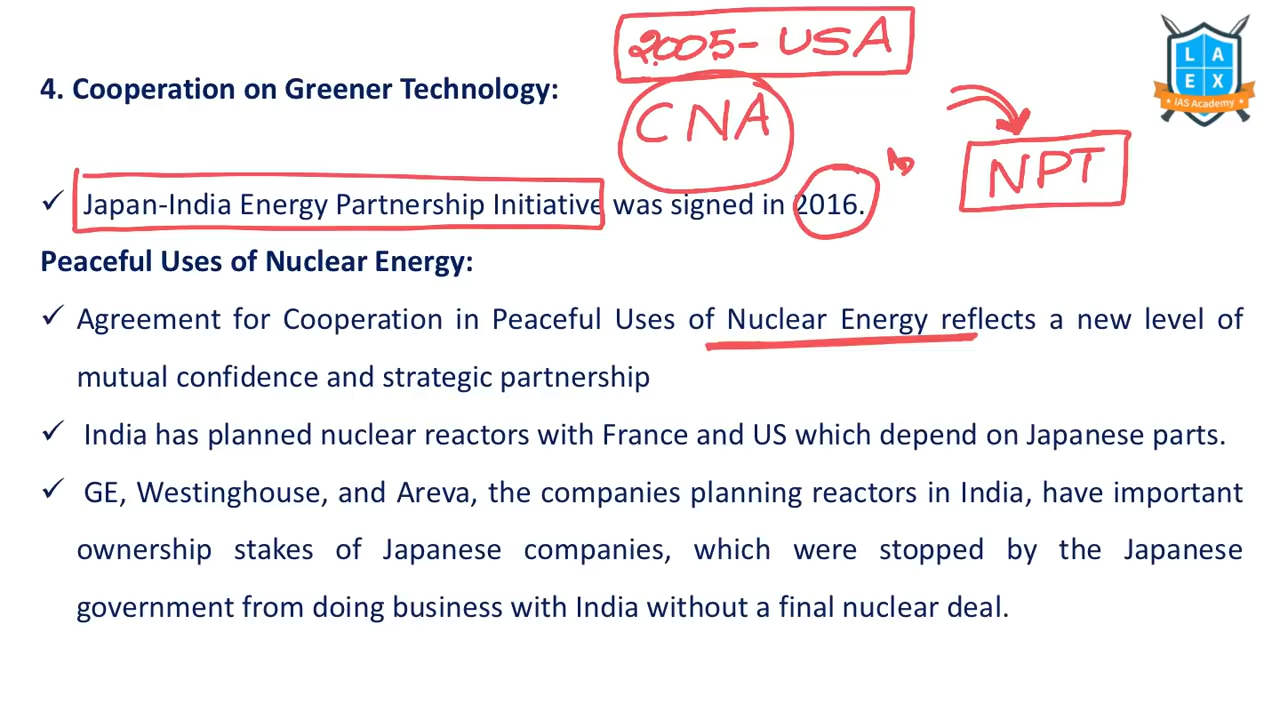 2005 - USA
4. Cooperation on Greener Technology:
CNA
NPT
✓ Japan-India Energy Partnership Initiative was signed in 2016.
Peaceful Uses of Nuclear Energy:
✓ Agreement for Cooperation in Peaceful Uses of Nuclear Energy reflects a new level of
mutual confidence and strategic partnership
✓ India has planned nuclear reactors with France and US which depend on Japanese parts.
✓ GE, Westinghouse, and Areva, the companies planning reactors in India, have important
ownership stakes of Japanese companies, which were stopped by the Japanese
government from doing business with India without a final nuclear deal.
L A
E X
IAS Academy